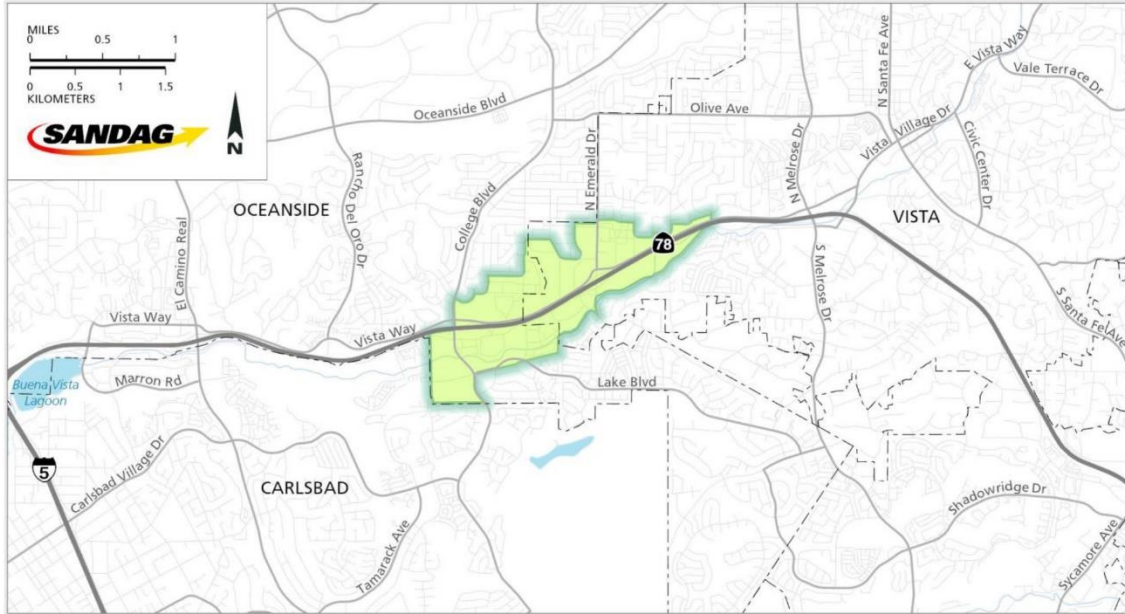 MILES
0 0.5 1
0 0.5 1 1.5
KILOMETERS
SANDAG
N
Oceanside Blvd
Olive Ave
N Santa Fe Ave
E Vista Way
Vale Terrace Dr
Vista Village Dr
Civic Center Dr
N Melrose Dr
N Emerald Dr
College Blvd
Rancho Del Oro Dr
El Camino Real
OCEANSIDE
VISTA
78
S Melrose Dr
S Santa Fe Ave
Vista Way
Vista Way
Marron Rd
Buena Vista
Lagoon
Lake Blvd
5
Carlsbad Village Dr
CARLSBAD
Tamarack Ave
Shadowridge Dr
Sycamore Ave